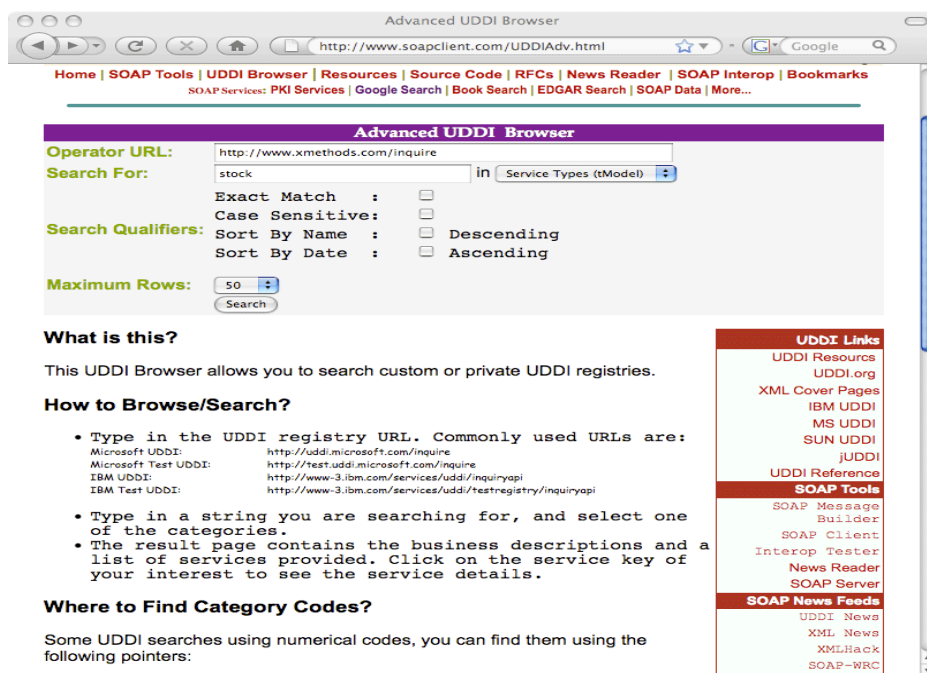 Advanced UDDI Browser
http://www.soapclient.com/UDDIAdv.html
Google
Home | SOAP Tools | UDDI Browser | Resources | Source Code | RFCs | News Reader | SOAP Interop | Bookmarks
SOAP Services: PKI Services | Google Search | Book Search | EDGAR Search | SOAP Data | More...
Advanced UDDI Browser
Operator URL: http://www.xmethods.com/inquire
Search For: stock in Service Types (tModel)
Search Qualifiers:
Exact Match :
Case Sensitive:
Sort By Name : Descending
Sort By Date : Ascending
Maximum Rows: 50
Search
What is this?
This UDDI Browser allows you to search custom or private UDDI registries.
How to Browse/Search?
• Type in the UDDI registry URL. Commonly used URLs are:
Microsoft UDDI: http://uddi.microsoft.com/inquire
Microsoft Test UDDI: http://test.uddi.microsoft.com/inquire
IBM UDDI: http://www-3.ibm.com/services/uddi/inquiryapi
IBM Test UDDI: http://www-3.ibm.com/services/uddi/testregistry/inquiryapi
• Type in a string you are searching for, and select one
of the categories.
• The result page contains the business descriptions and a
list of services provided. Click on the service key of
your interest to see the service details.
Where to Find Category Codes?
Some UDDI searches using numerical codes, you can find them using the
following pointers:
UDDI Links
UDDI Resourcs
UDDI.org
XML Cover Pages
IBM UDDI
MS UDDI
SUN UDDI
jUDDI
UDDI Reference
SOAP Tools
SOAP Message
Builder
SOAP Client
Interop Tester
News Reader
SOAP Server
SOAP News Feeds
UDDI News
XML News
XMLHack
SOAP-WRC